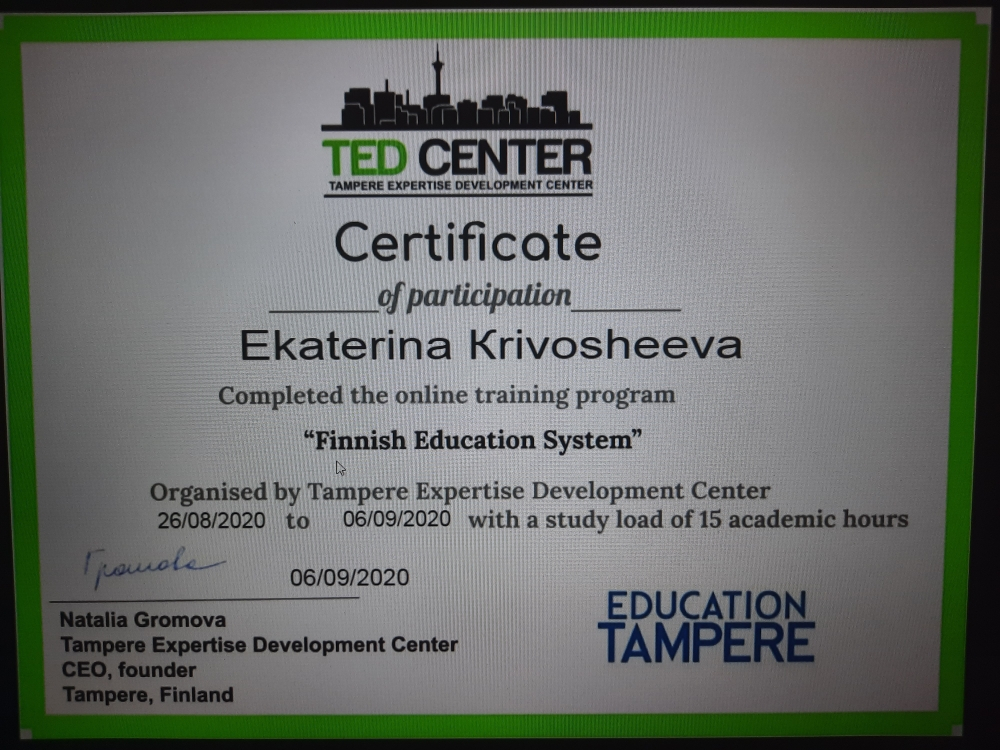 TED CENTER
TAMPERE EXPERTISE DEVELOPMENT CENTER
Certificate
of participation
Ekaterina Krivosheeva
Completed the online training program
“Finnish Education System”
Organised by Tampere Expertise Development Center
26/08/2020 to 06/09/2020 with a study load of 15 academic hours
Громова
06/09/2020
Natalia Gromova
Tampere Expertise Development Center
CEO, founder
Tampere, Finland
EDUCATION
TAMPERE